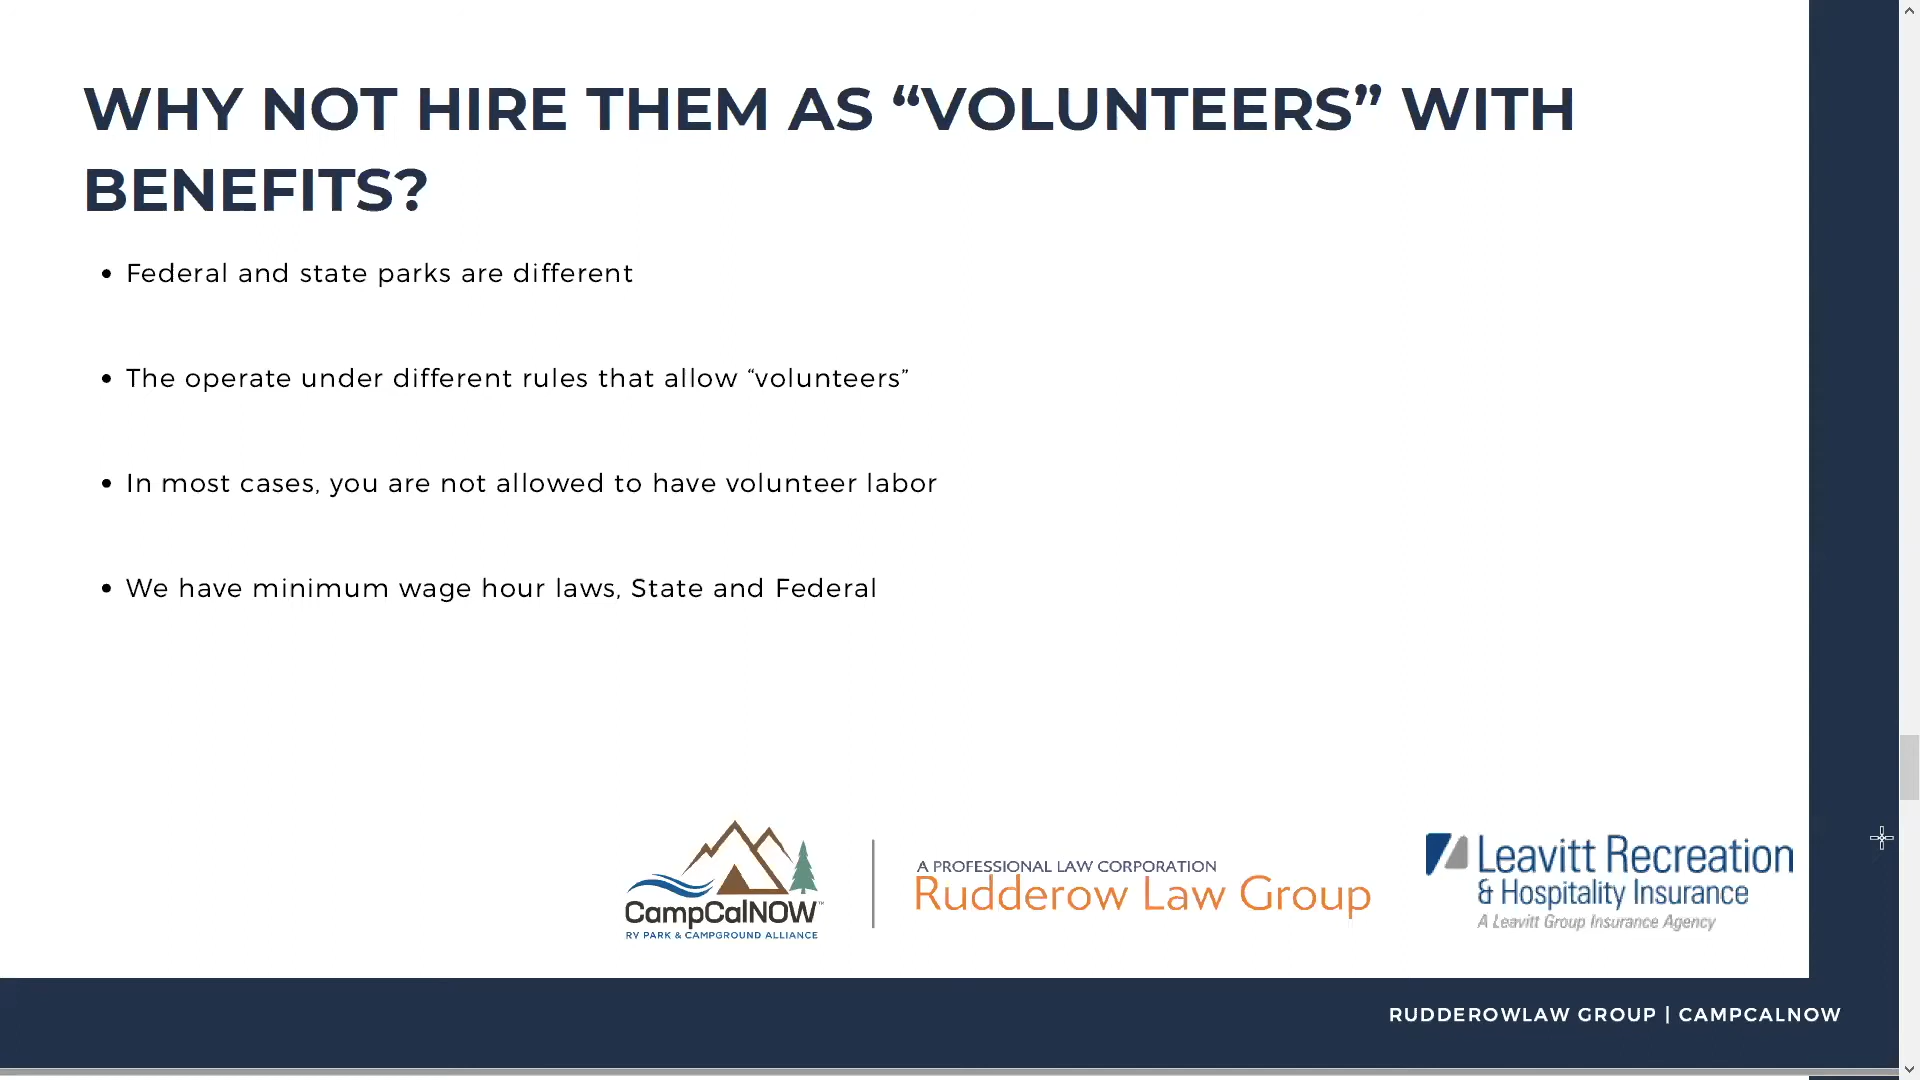 WHY NOT HIRE THEM AS “VOLUNTEERS” WITH
BENEFITS?
• Federal and state parks are different
• The operate under different rules that allow “volunteers”
• In most cases, you are not allowed to have volunteer labor
• We have minimum wage hour laws, State and Federal
CampCalNOW™
RV PARK & CAMPGROUND ALLIANCE
A PROFESSIONAL LAW CORPORATION
Rudderow Law Group
Leavitt Recreation
& Hospitality Insurance
A Leavitt Group Insurance Agency
RUDDEROWLAW GROUP | CAMPCALNOW